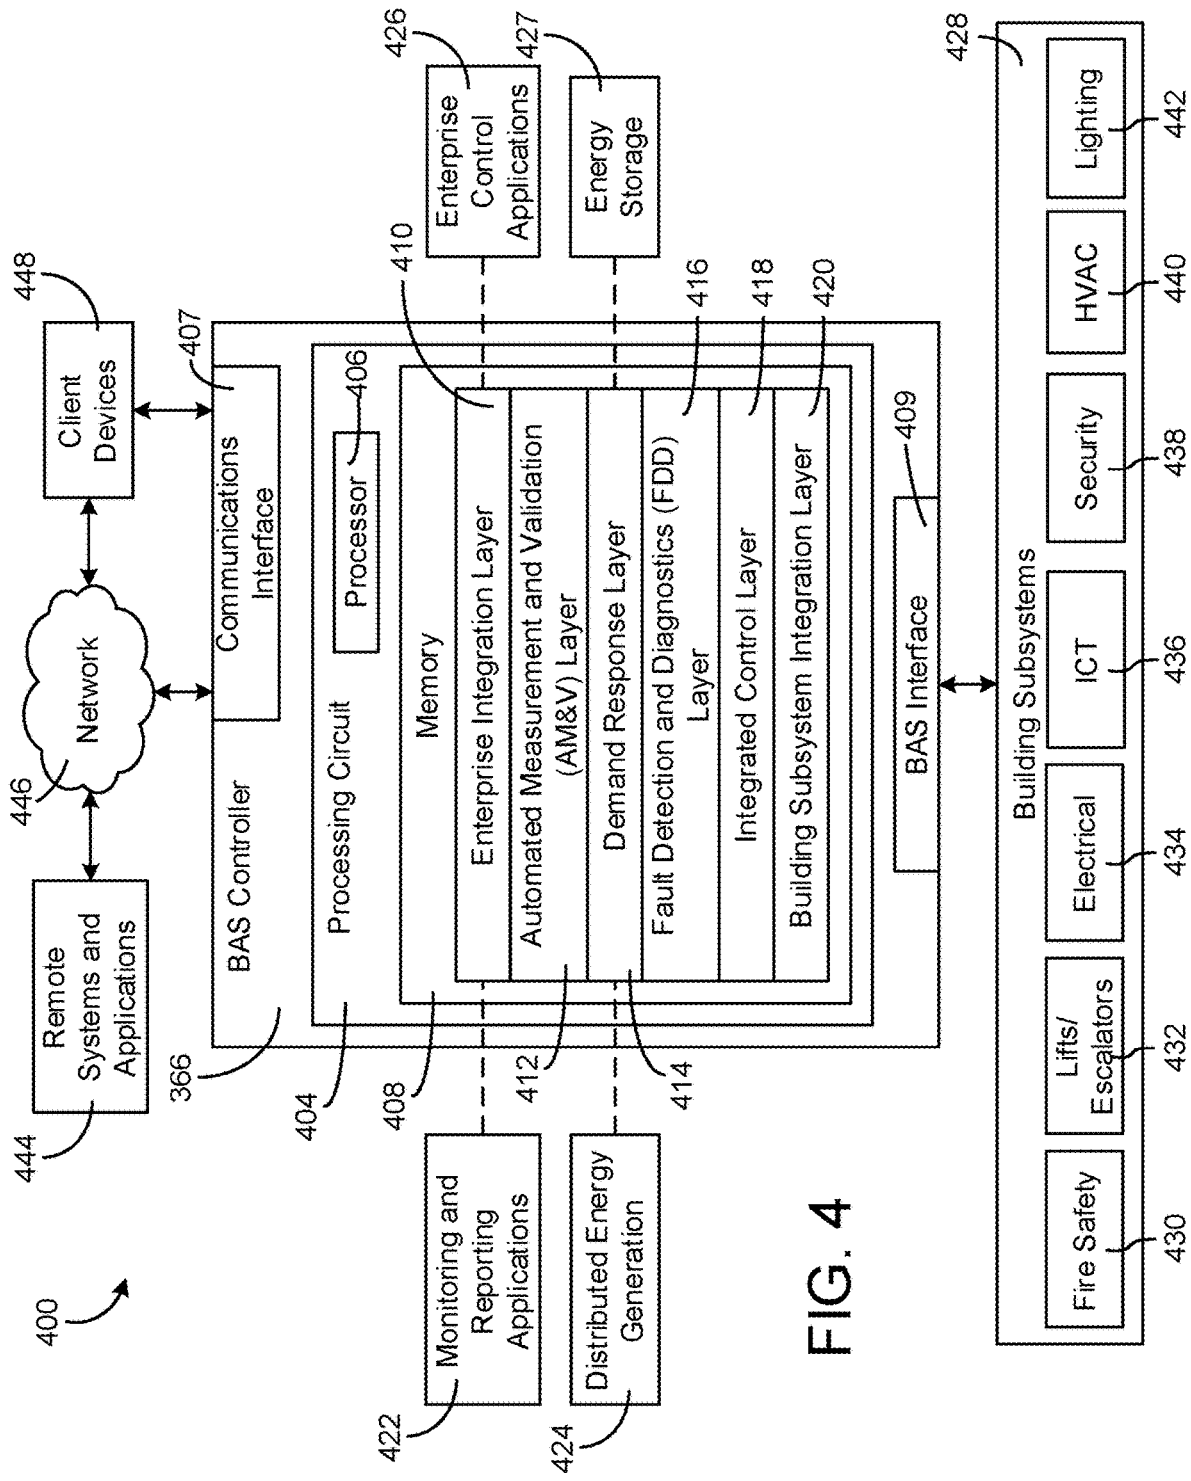 400
444
Remote
Systems and
Applications
446
Network
448
Client
Devices
366
BAS Controller
407
Communications
Interface
404
Processing Circuit
406
Processor
408
Memory
410
Enterprise Integration Layer
412
Automated Measurement and Validation
(AM&V) Layer
414
Demand Response Layer
416
Fault Detection and Diagnostics (FDD)
Layer
418
Integrated Control Layer
420
Building Subsystem Integration Layer
422
Monitoring and
Reporting
Applications
424
Distributed Energy
Generation
426
Enterprise
Control
Applications
427
Energy
Storage
409
BAS Interface
FIG. 4
428
Building Subsystems
Fire Safety
Lifts/
Escalators
Electrical
ICT
Security
HVAC
Lighting
430
432
434
436
438
440
442